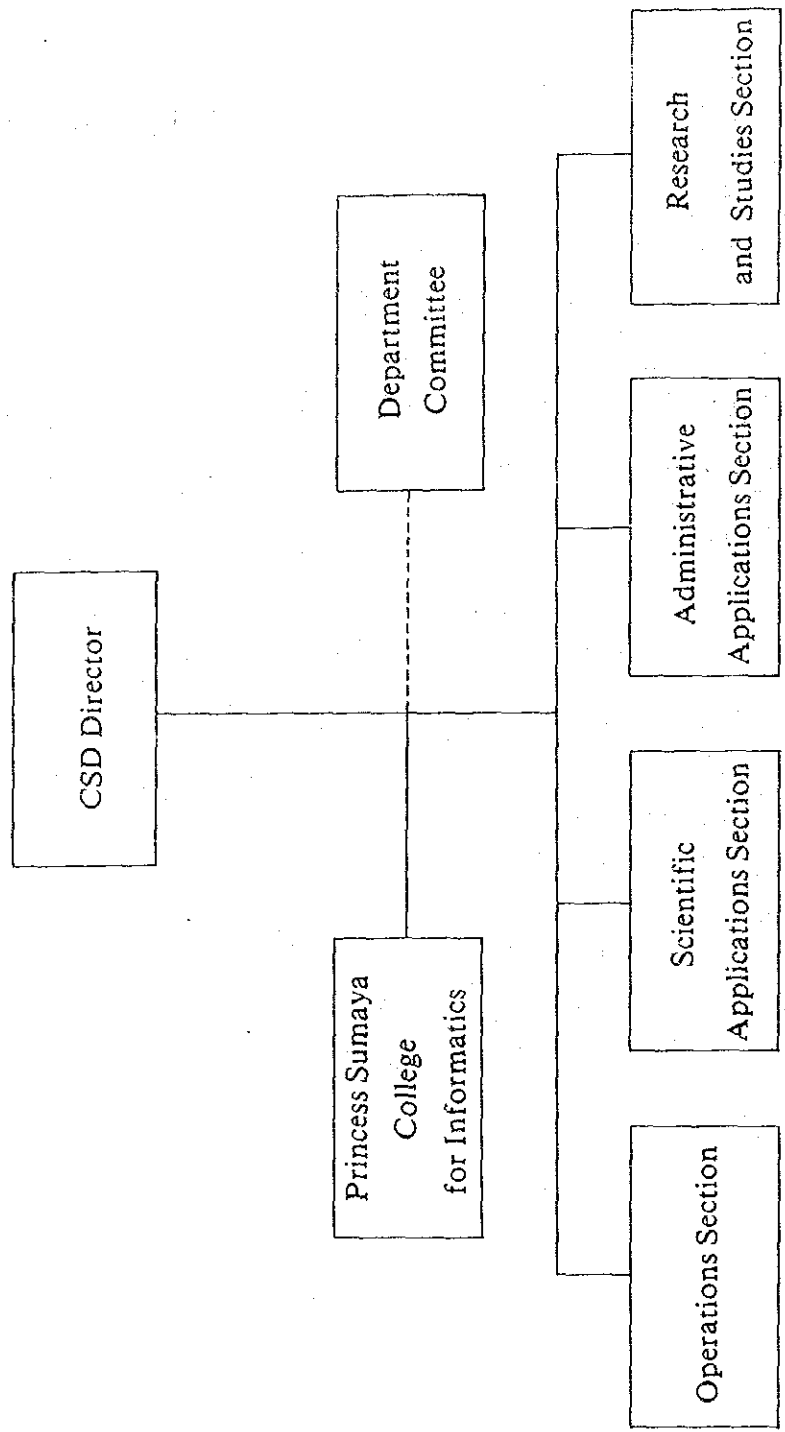 CSD Director
Princess Sumaya
College
for Informatics
Department
Committee
Operations Section
Scientific
Applications Section
Administrative
Applications Section
Research
and Studies Section